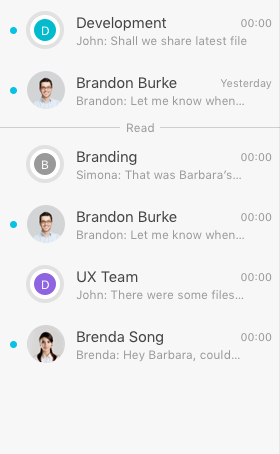 D
Development
00:00
John: Shall we share latest file
Brandon Burke
Yesterday
Brandon: Let me know when...
Read
B
Branding
00:00
Simona: That was Barbara's...
Brandon Burke
00:00
Brandon: Let me know when...
D
UX Team
00:00
John: There were some files...
Brenda Song
00:00
Brenda: Hey Barbara, could...